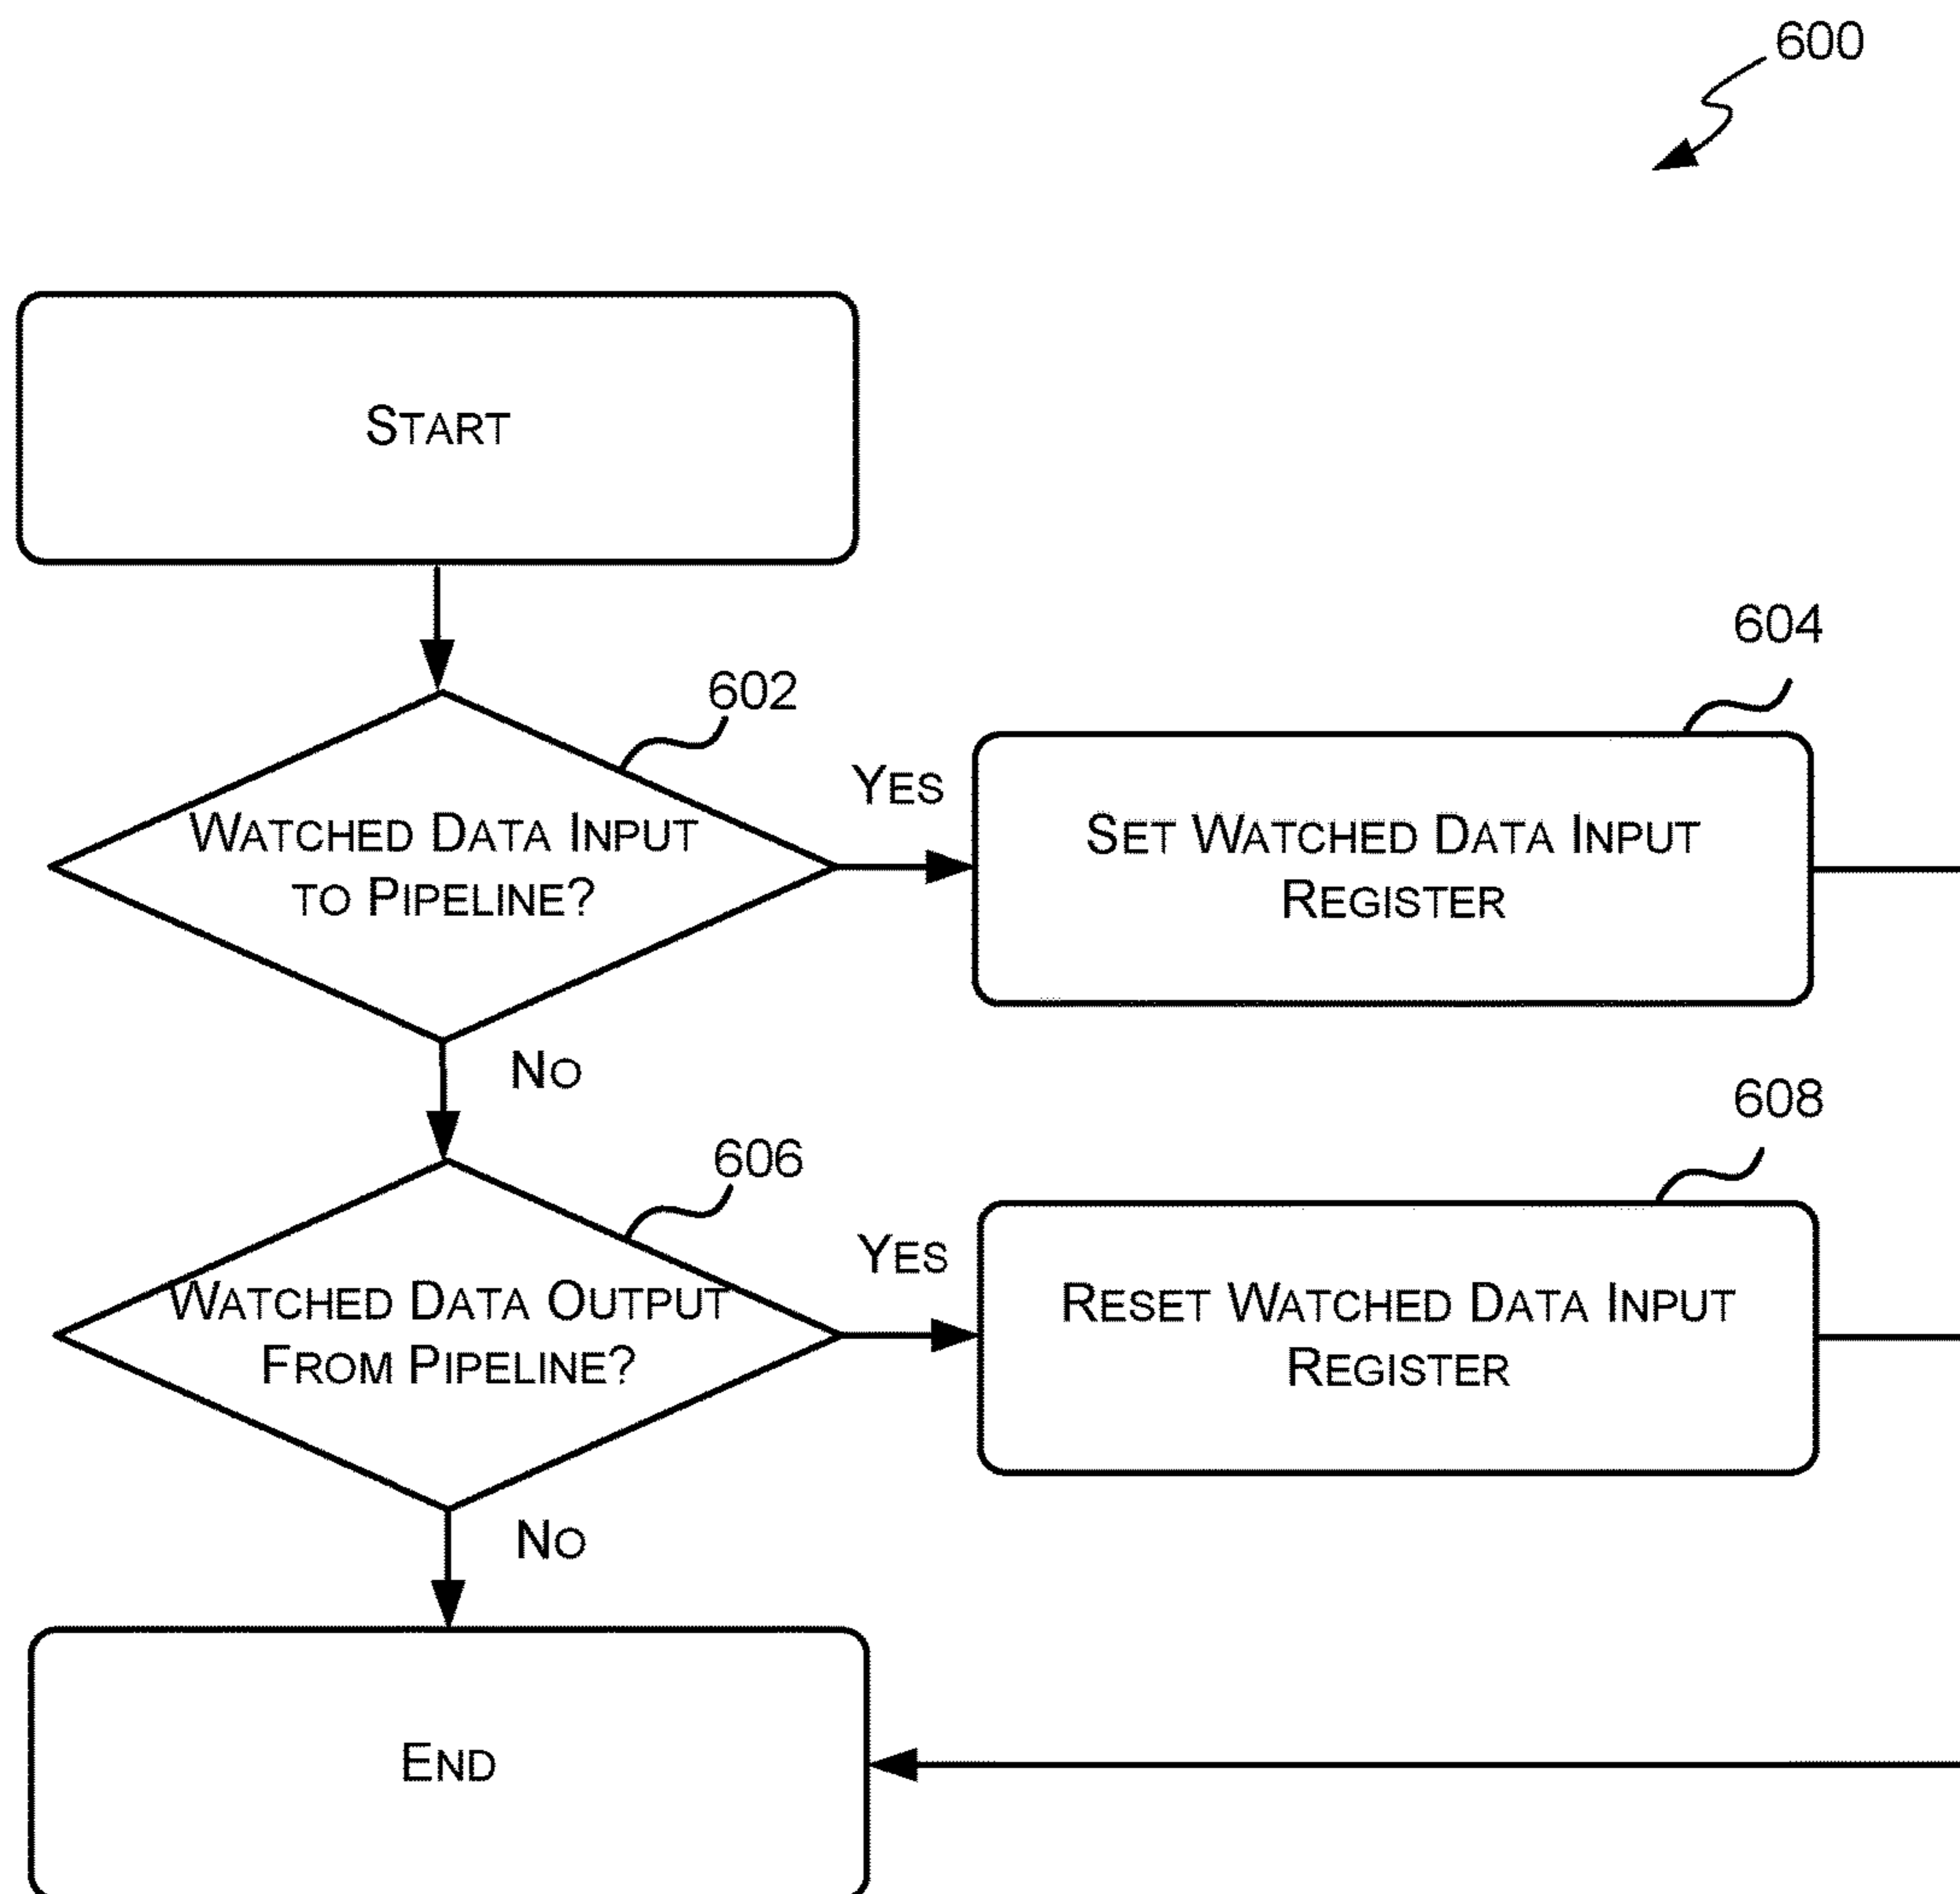 600
START
602
WATCHED DATA INPUT
TO PIPELINE?
YES
604
SET WATCHED DATA INPUT
REGISTER
NO
606
WATCHED DATA OUTPUT
FROM PIPELINE?
YES
608
RESET WATCHED DATA INPUT
REGISTER
NO
END